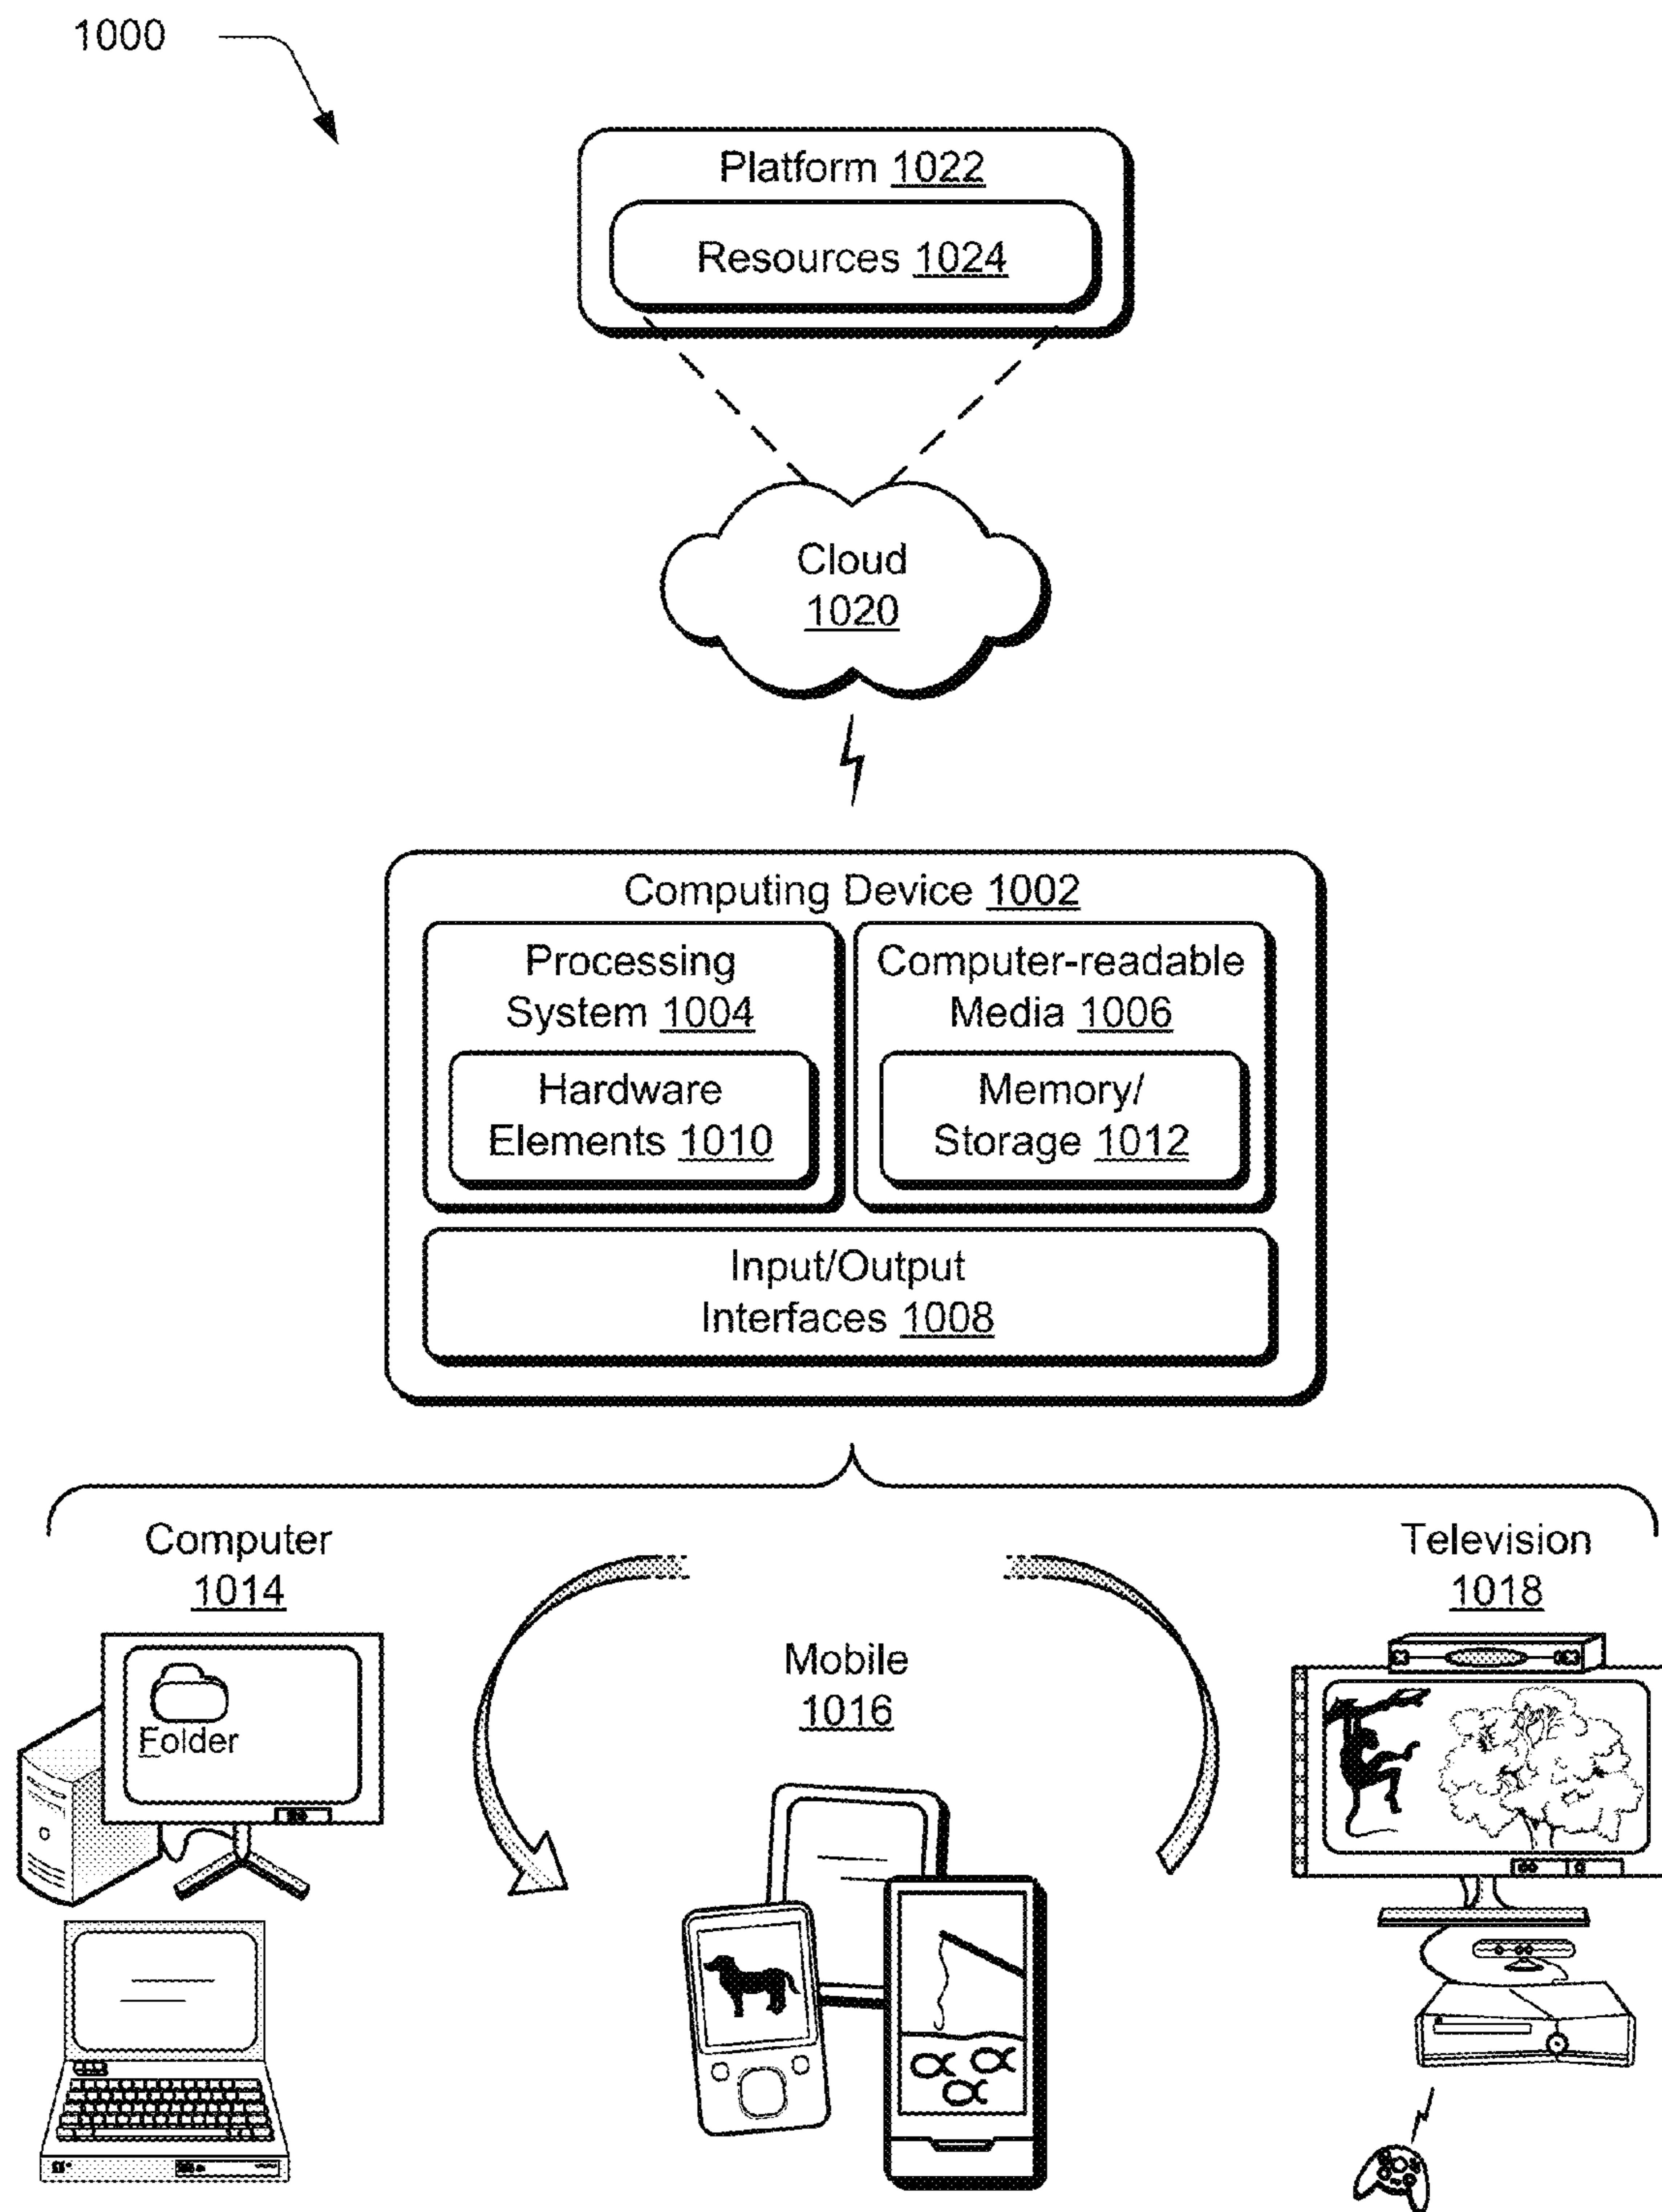 1000
Platform 1022
Resources 1024
Cloud
1020
Computing Device 1002
Processing
System 1004
Hardware
Elements 1010
Computer-readable
Media 1006
Memory/
Storage 1012
Input/Output
Interfaces 1008
Computer
1014
Folder
Mobile
1016
Television
1018